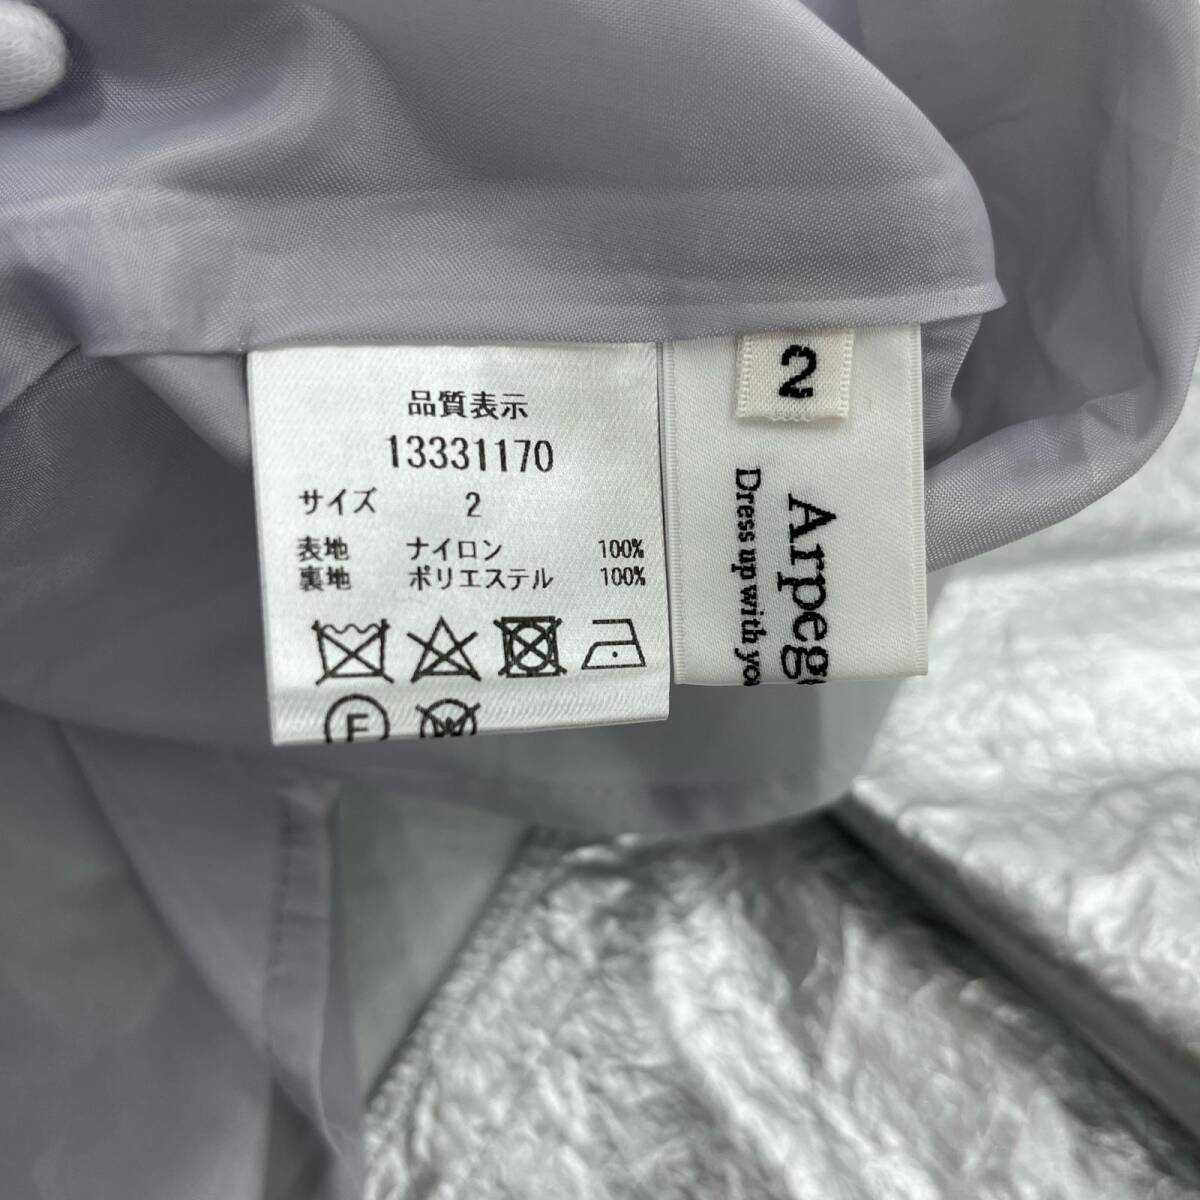 品質表示
13331170
サイズ 2
表地 ナイロン 100%
裏地 ポリエステル 100%
F W
2
Arpeg
Dress up with yo